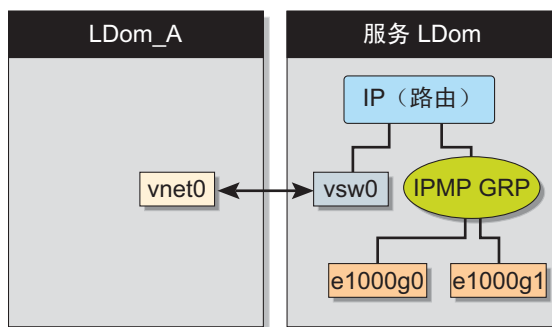 LDom_A
服务 LDom
IP（路由）
vnet0
vsw0
IPMP GRP
e1000g0
e1000g1